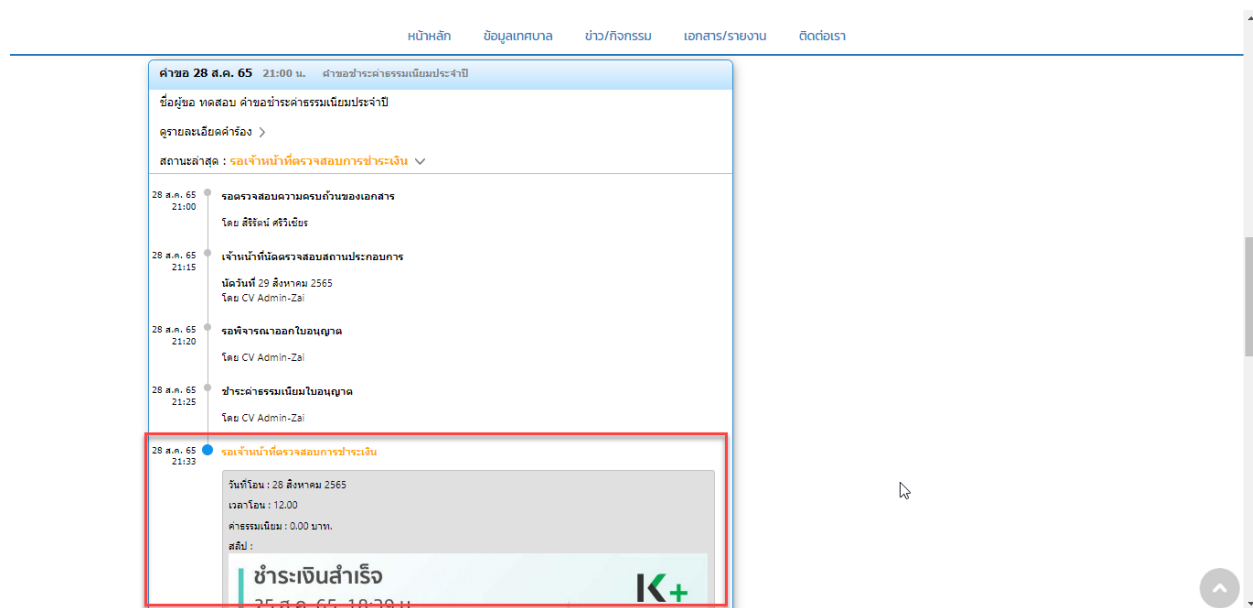 หน้าหลัก ข้อมูลเทศบาล ข่าว/กิจกรรม เอกสาร/รายงาน ติดต่อเรา
คำขอ 28 ส.ค. 65 21:00 น. คำขอชำระค่าธรรมเนียมประจำปี
ชื่อผู้ขอ ทดสอบ คำขอชำระค่าธรรมเนียมประจำปี
ดูรายละเอียดคำร้อง >
สถานะล่าสุด : รอเจ้าหน้าที่ตรวจสอบการชำระเงิน
28 ส.ค. 65 รอตรวจสอบความครบถ้วนของเอกสาร
21:00
โดย สิริรัตน์ ศรีวิเชียร
28 ส.ค. 65 เจ้าหน้าที่นัดตรวจสอบสถานประกอบการ
21:15
นัดวันที่ 29 สิงหาคม 2565
โดย CV Admin-Zai
28 ส.ค. 65 รอพิจารณาออกใบอนุญาต
21:20
โดย CV Admin-Zai
28 ส.ค. 65 ชำระค่าธรรมเนียมใบอนุญาต
21:25
โดย CV Admin-Zai
28 ส.ค. 65 รอเจ้าหน้าที่ตรวจสอบการชำระเงิน
21:33
วันที่โอน : 28 สิงหาคม 2565
เวลาโอน : 12.00
ค่าธรรมเนียม : 0.00 บาท.
สลิป :
ชำระเงินสำเร็จ K+
25 ส.ค. 65 18:39 น.